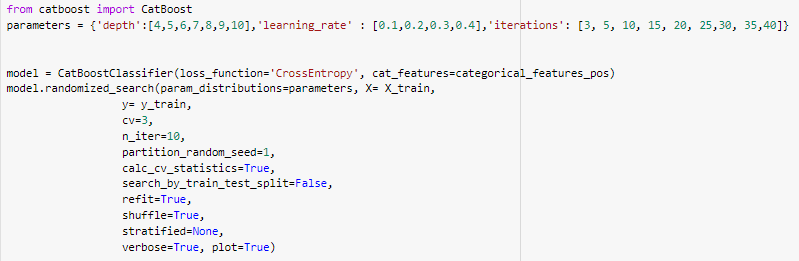 from catboost import CatBoost
parameters = {'depth':[4,5,6,7,8,9,10],'learning_rate' : [0.1,0.2,0.3,0.4],'iterations': [3, 5, 10, 15, 20, 25,30, 35,40]}
model = CatBoostClassifier(loss_function='CrossEntropy', cat_features=categorical_features_pos)
model.randomized_search(param_distributions=parameters, X= X_train,
y= y_train,
cv=3,
n_iter=10,
partition_random_seed=1,
calc_cv_statistics=True,
search_by_train_test_split=False,
refit=True,
shuffle=True,
stratified=None,
verbose=True, plot=True)